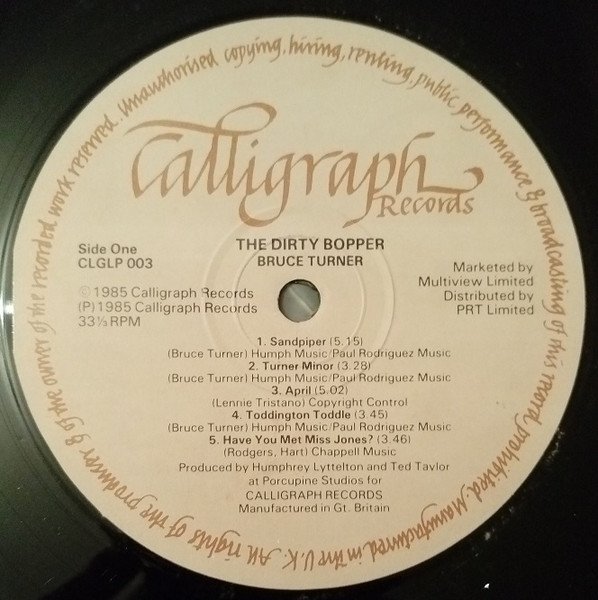 Calligraph
Records
THE DIRTY BOPPER
BRUCE TURNER
Side One
CLGLP 003
Marketed by
Multiview Limited
Distributed by
PRT Limited
© 1985 Calligraph Records
(P) 1985 Calligraph Records
33⅓ RPM
1. Sandpiper (5.15)
(Bruce Turner) Humph Music/Paul Rodriguez Music
2. Turner Minor (3.28)
(Bruce Turner) Humph Music/Paul Rodriguez Music
3. April (5.02)
(Lennie Tristano) Copyright Control
4. Toddington Toddle (3.45)
(Bruce Turner) Humph Music/Paul Rodriguez Music
5. Have You Met Miss Jones? (3.46)
(Rodgers, Hart) Chappell Music
Produced by Humphrey Lyttelton and Ted Taylor
at Porcupine Studios for
CALLIGRAPH RECORDS
Manufactured in Gt. Britain
All rights of the producer & of the owner of the recorded work reserved. Unauthorised copying, hiring, renting, public performance & broadcasting of this record prohibited. Manufactured in the U.K.